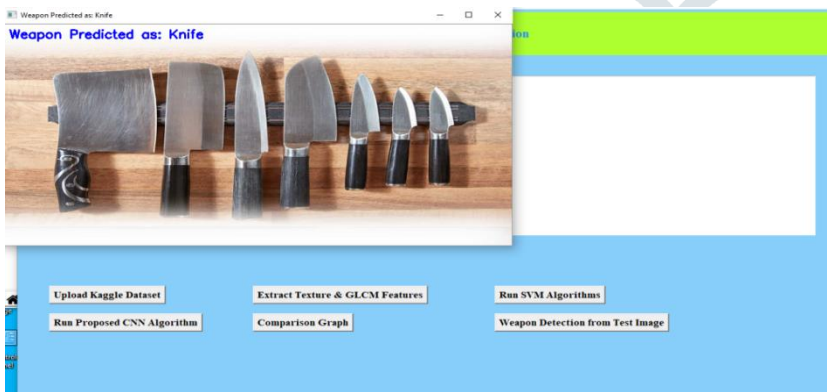 Weapon Predicted as: Knife
Weapon Predicted as: Knife
ion
Upload Kaggle Dataset
Extract Texture & GLCM Features
Run SVM Algorithms
Run Proposed CNN Algorithm
Comparison Graph
Weapon Detection from Test Image